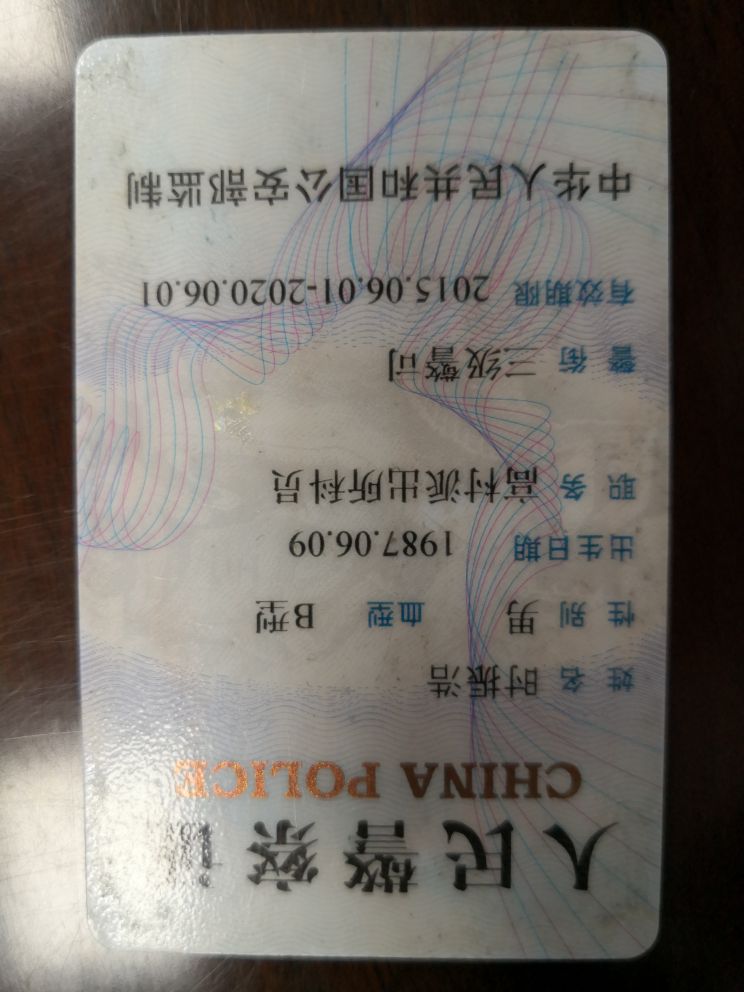 人民警察证
CHINA POLICE
姓名 时振浩
性别 男 血型 B型
出生日期 1987.06.09
职务 高村派出所科员
警衔 三级警司
有效期限 2015.06.01-2020.06.01
中华人民共和国公安部监制